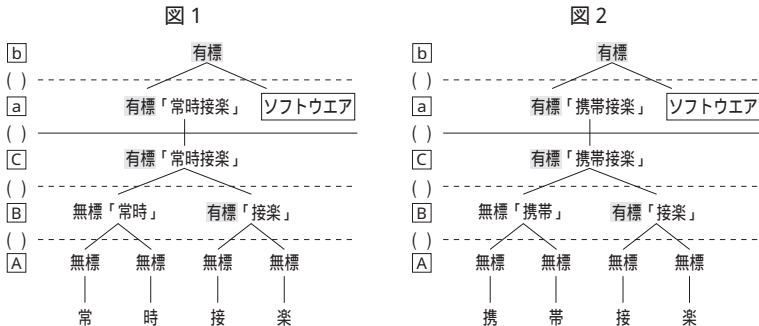 図1 図2
b 有標 b 有標
( ) ( )
a 有標「常時接楽」 ソフトウエア a 有標「携帯接楽」 ソフトウエア
( ) ( )
C 有標「常時接楽」 C 有標「携帯接楽」
( ) ( )
B 無標「常時」 有標「接楽」 B 無標「携帯」 有標「接楽」
( ) ( )
A 無標 無標 無標 無標 A 無標 無標 無標 無標
常 時 接 楽 携 帯 接 楽